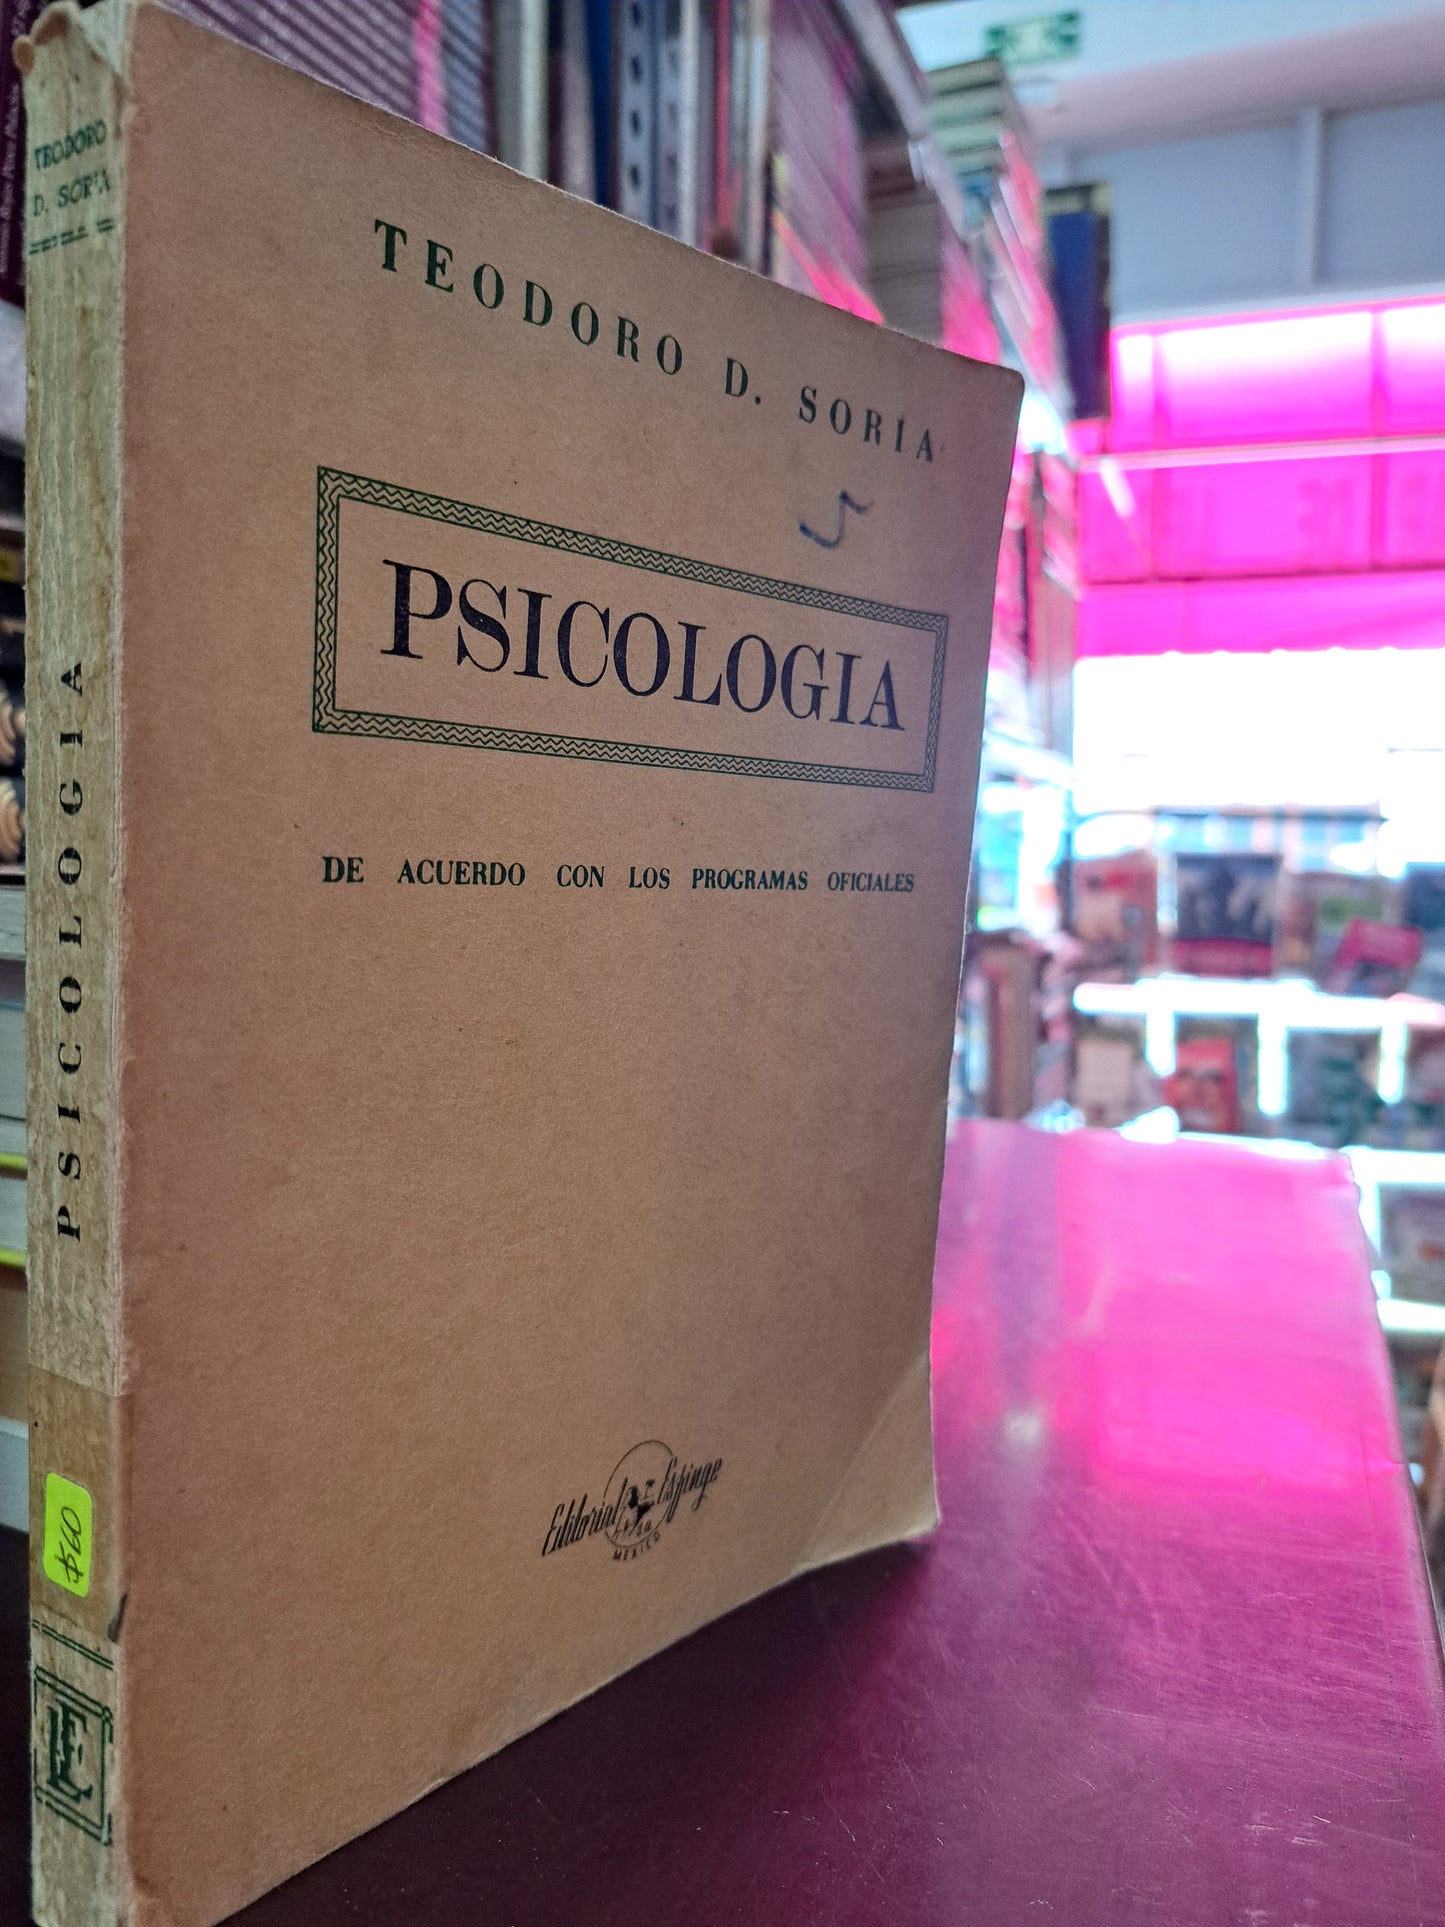 TEODORO
D. SORIA
PSICOLOGIA
$60
EE
TEODORO D. SORIA
PSICOLOGIA
DE ACUERDO CON LOS PROGRAMAS OFICIALES
Editorial Esfinge
MEXICO